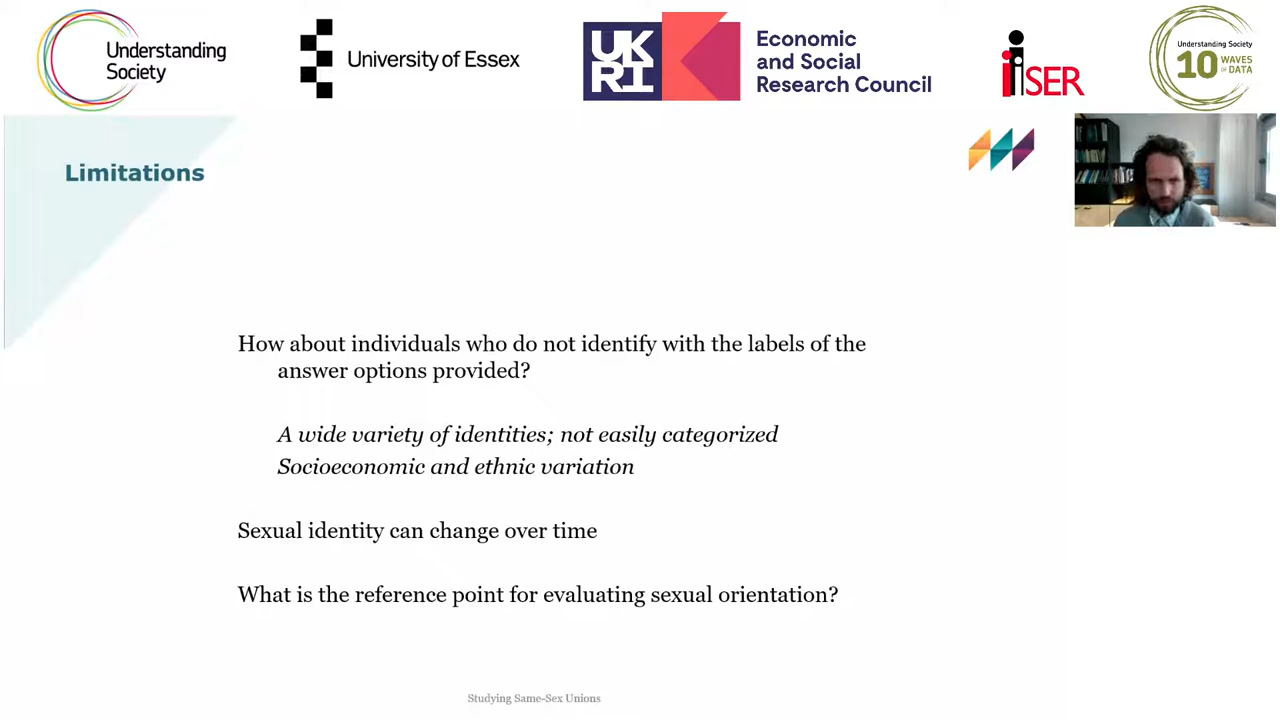 Understanding
Society
University of Essex
UK
RI
Economic
and Social
Research Council
iSER
Understanding Society
10 WAVES
OF DATA
Limitations
How about individuals who do not identify with the labels of the
answer options provided?
A wide variety of identities; not easily categorized
Socioeconomic and ethnic variation
Sexual identity can change over time
What is the reference point for evaluating sexual orientation?
Studying Same-Sex Unions